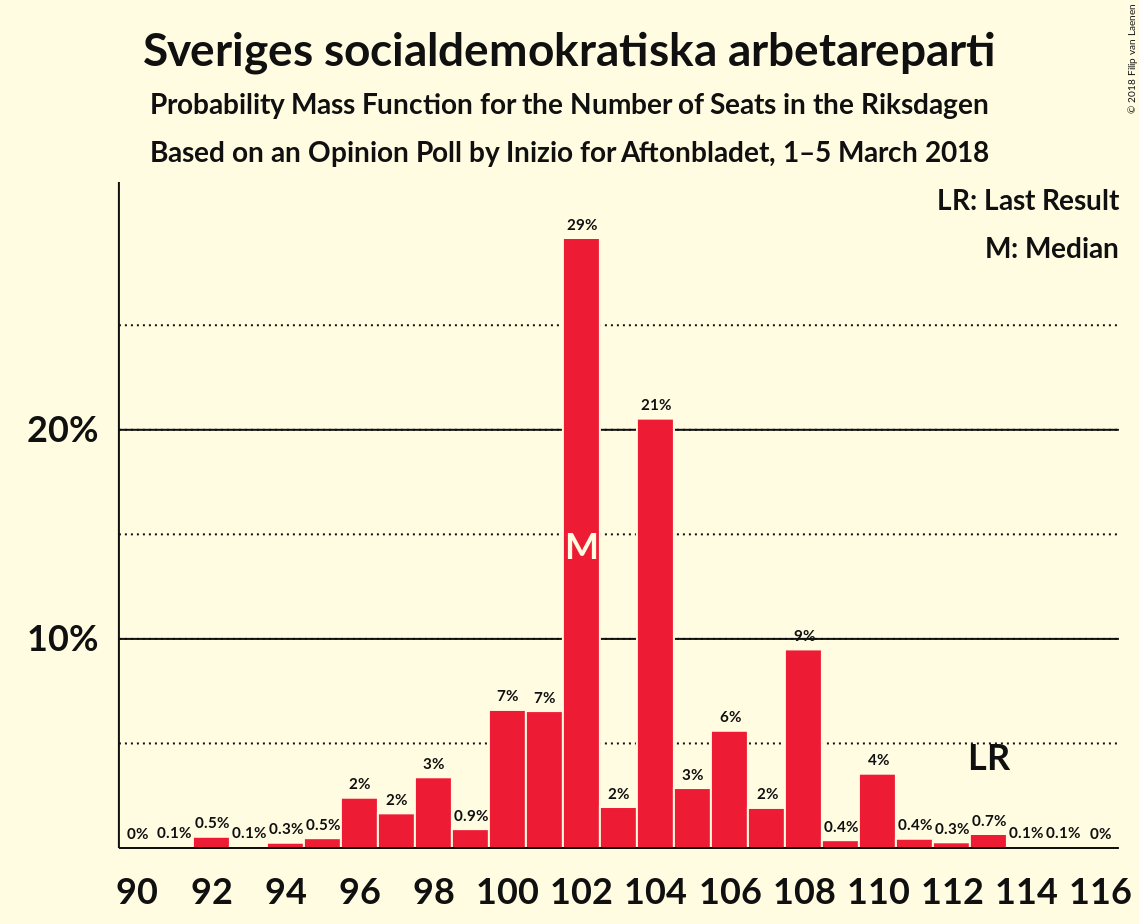 © 2018 Filip van Laenen
Sveriges socialdemokratiska arbetareparti
Probability Mass Function for the Number of Seats in the Riksdagen
Based on an Opinion Poll by Inizio for Aftonbladet, 1–5 March 2018
LR: Last Result
M: Median
20%
10%
0% 0.1% 0.5% 0.1% 0.3% 0.5% 2% 2% 3% 0.9% 7% 7% 29% 2% 21% 3% 6% 2% 9% 0.4% 4% 0.4% 0.3% 0.7% 0.1% 0.1% 0%
M
LR
90 92 94 96 98 100 102 104 106 108 110 112 114 116